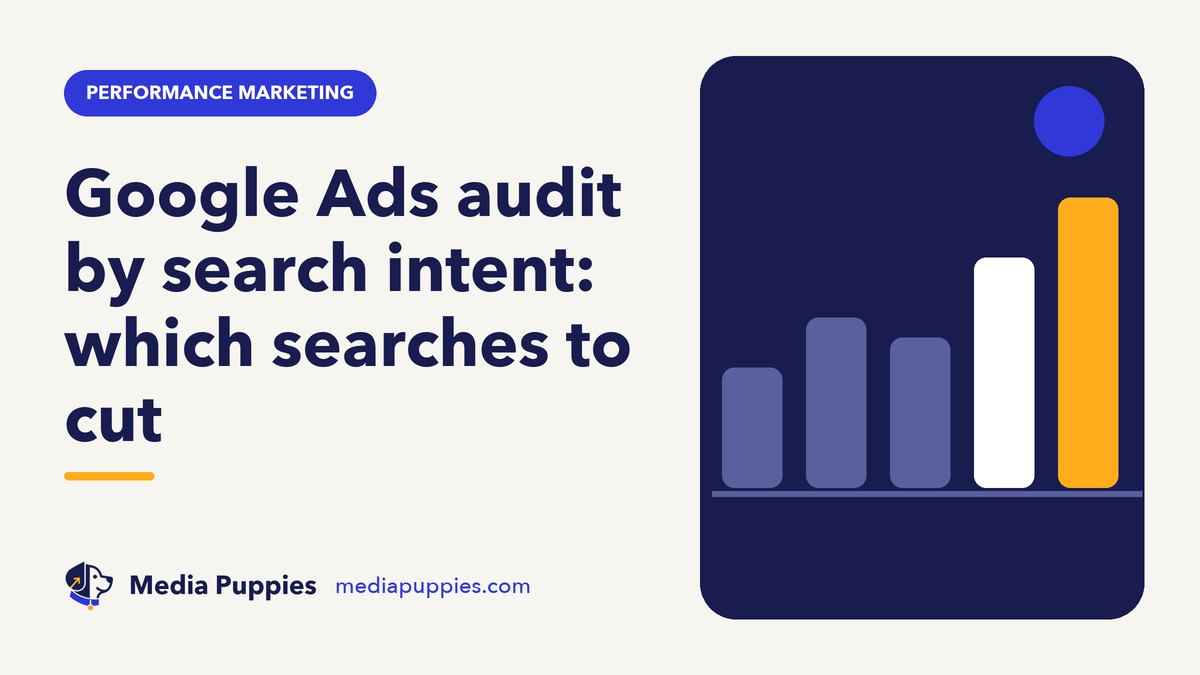 PERFORMANCE MARKETING
Google Ads audit
by search intent:
which searches to
cut
Media Puppies mediapuppies.com